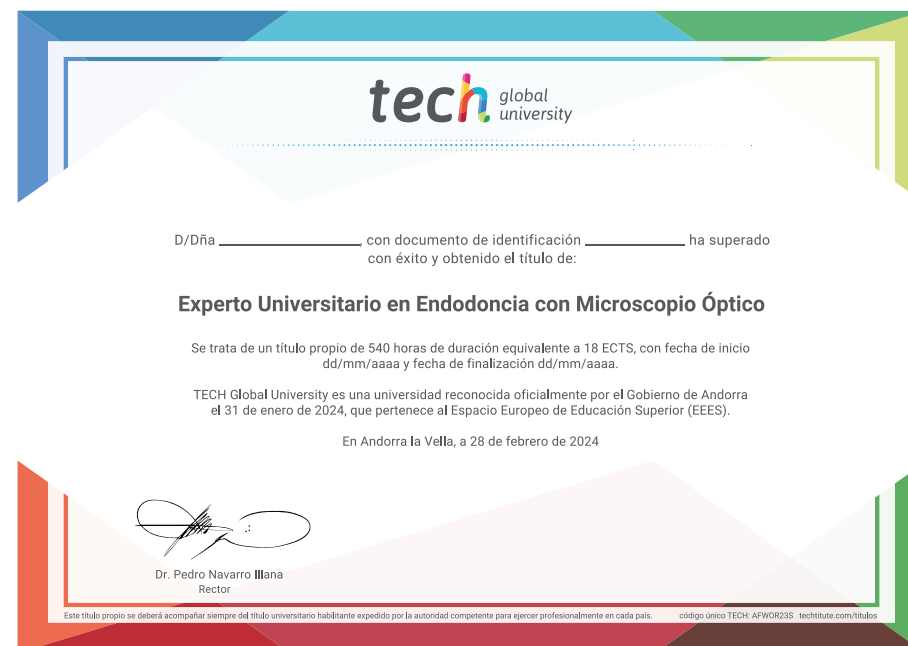 tech global university
D/Dña ______________________, con documento de identificación ________________ ha superado
con éxito y obtenido el título de:
Experto Universitario en Endodoncia con Microscopio Óptico
Se trata de un título propio de 540 horas de duración equivalente a 18 ECTS, con fecha de inicio
dd/mm/aaaa y fecha de finalización dd/mm/aaaa.
TECH Global University es una universidad reconocida oficialmente por el Gobierno de Andorra
el 31 de enero de 2024, que pertenece al Espacio Europeo de Educación Superior (EEES).
En Andorra la Vella, a 28 de febrero de 2024
Dr. Pedro Navarro Illana
Rector
Este título propio se deberá acompañar siempre del título universitario habilitante expedido por la autoridad competente para ejercer profesionalmente en cada país. código único TECH: AFWOR23S techtitute.com/titulos